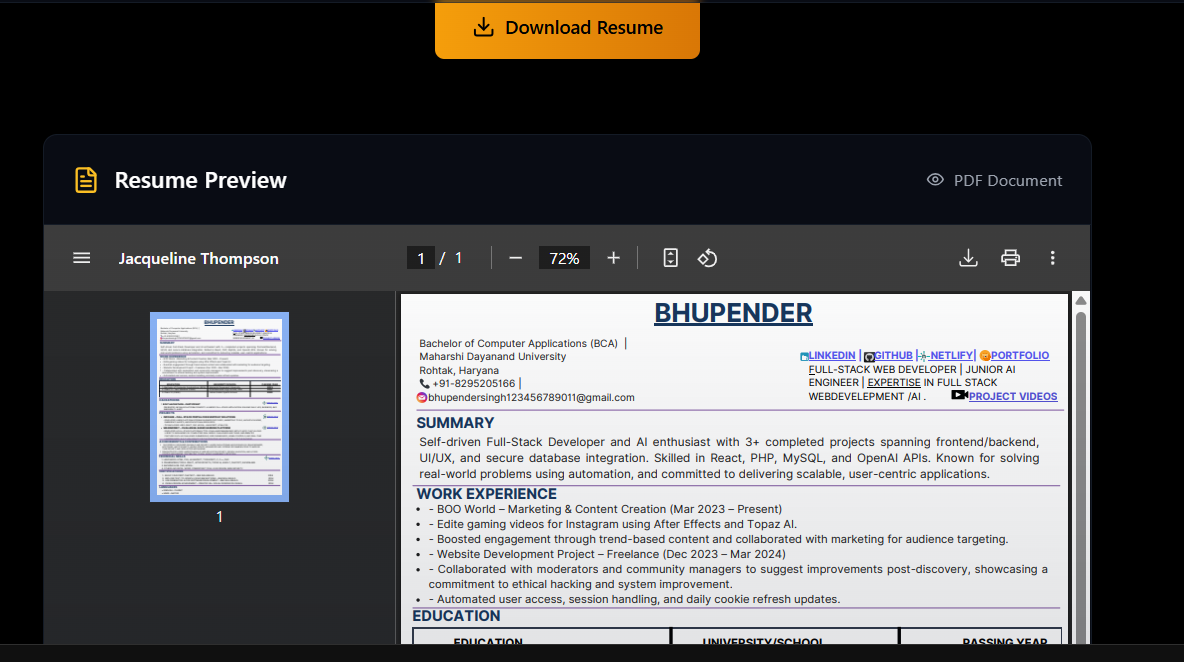 Download Resume
Resume Preview
PDF Document
Jacqueline Thompson
1 / 1
72%
BHUPENDER
Bachelor of Computer Applications (BCA) |
Maharshi Dayanand University
Rohtak, Haryana
+91-8295205166 |
bhupendersingh123456789011@gmail.com
LINKEDIN | GITHUB | -NETLIFY| PORTFOLIO
FULL-STACK WEB DEVELOPER | JUNIOR AI
ENGINEER | EXPERTISE IN FULL STACK
WEBDEVELEPMENT /AI . PROJECT VIDEOS
SUMMARY
Self-driven Full-Stack Developer and AI enthusiast with 3+ completed projects spanning frontend/backend,
UI/UX, and secure database integration. Skilled in React, PHP, MySQL, and OpenAI APIs. Known for solving
real-world problems using automation, and committed to delivering scalable, user-centric applications.
WORK EXPERIENCE
• - BOO World – Marketing & Content Creation (Mar 2023 – Present)
• - Edite gaming videos for Instagram using After Effects and Topaz AI.
• - Boosted engagement through trend-based content and collaborated with marketing for audience targeting.
• - Website Development Project – Freelance (Dec 2023 – Mar 2024)
• - Collaborated with moderators and community managers to suggest improvements post-discovery, showcasing a
commitment to ethical hacking and system improvement.
• - Automated user access, session handling, and daily cookie refresh updates.
EDUCATION
EDUCATION UNIVERSITY/SCHOOL PASSING YEAR
1